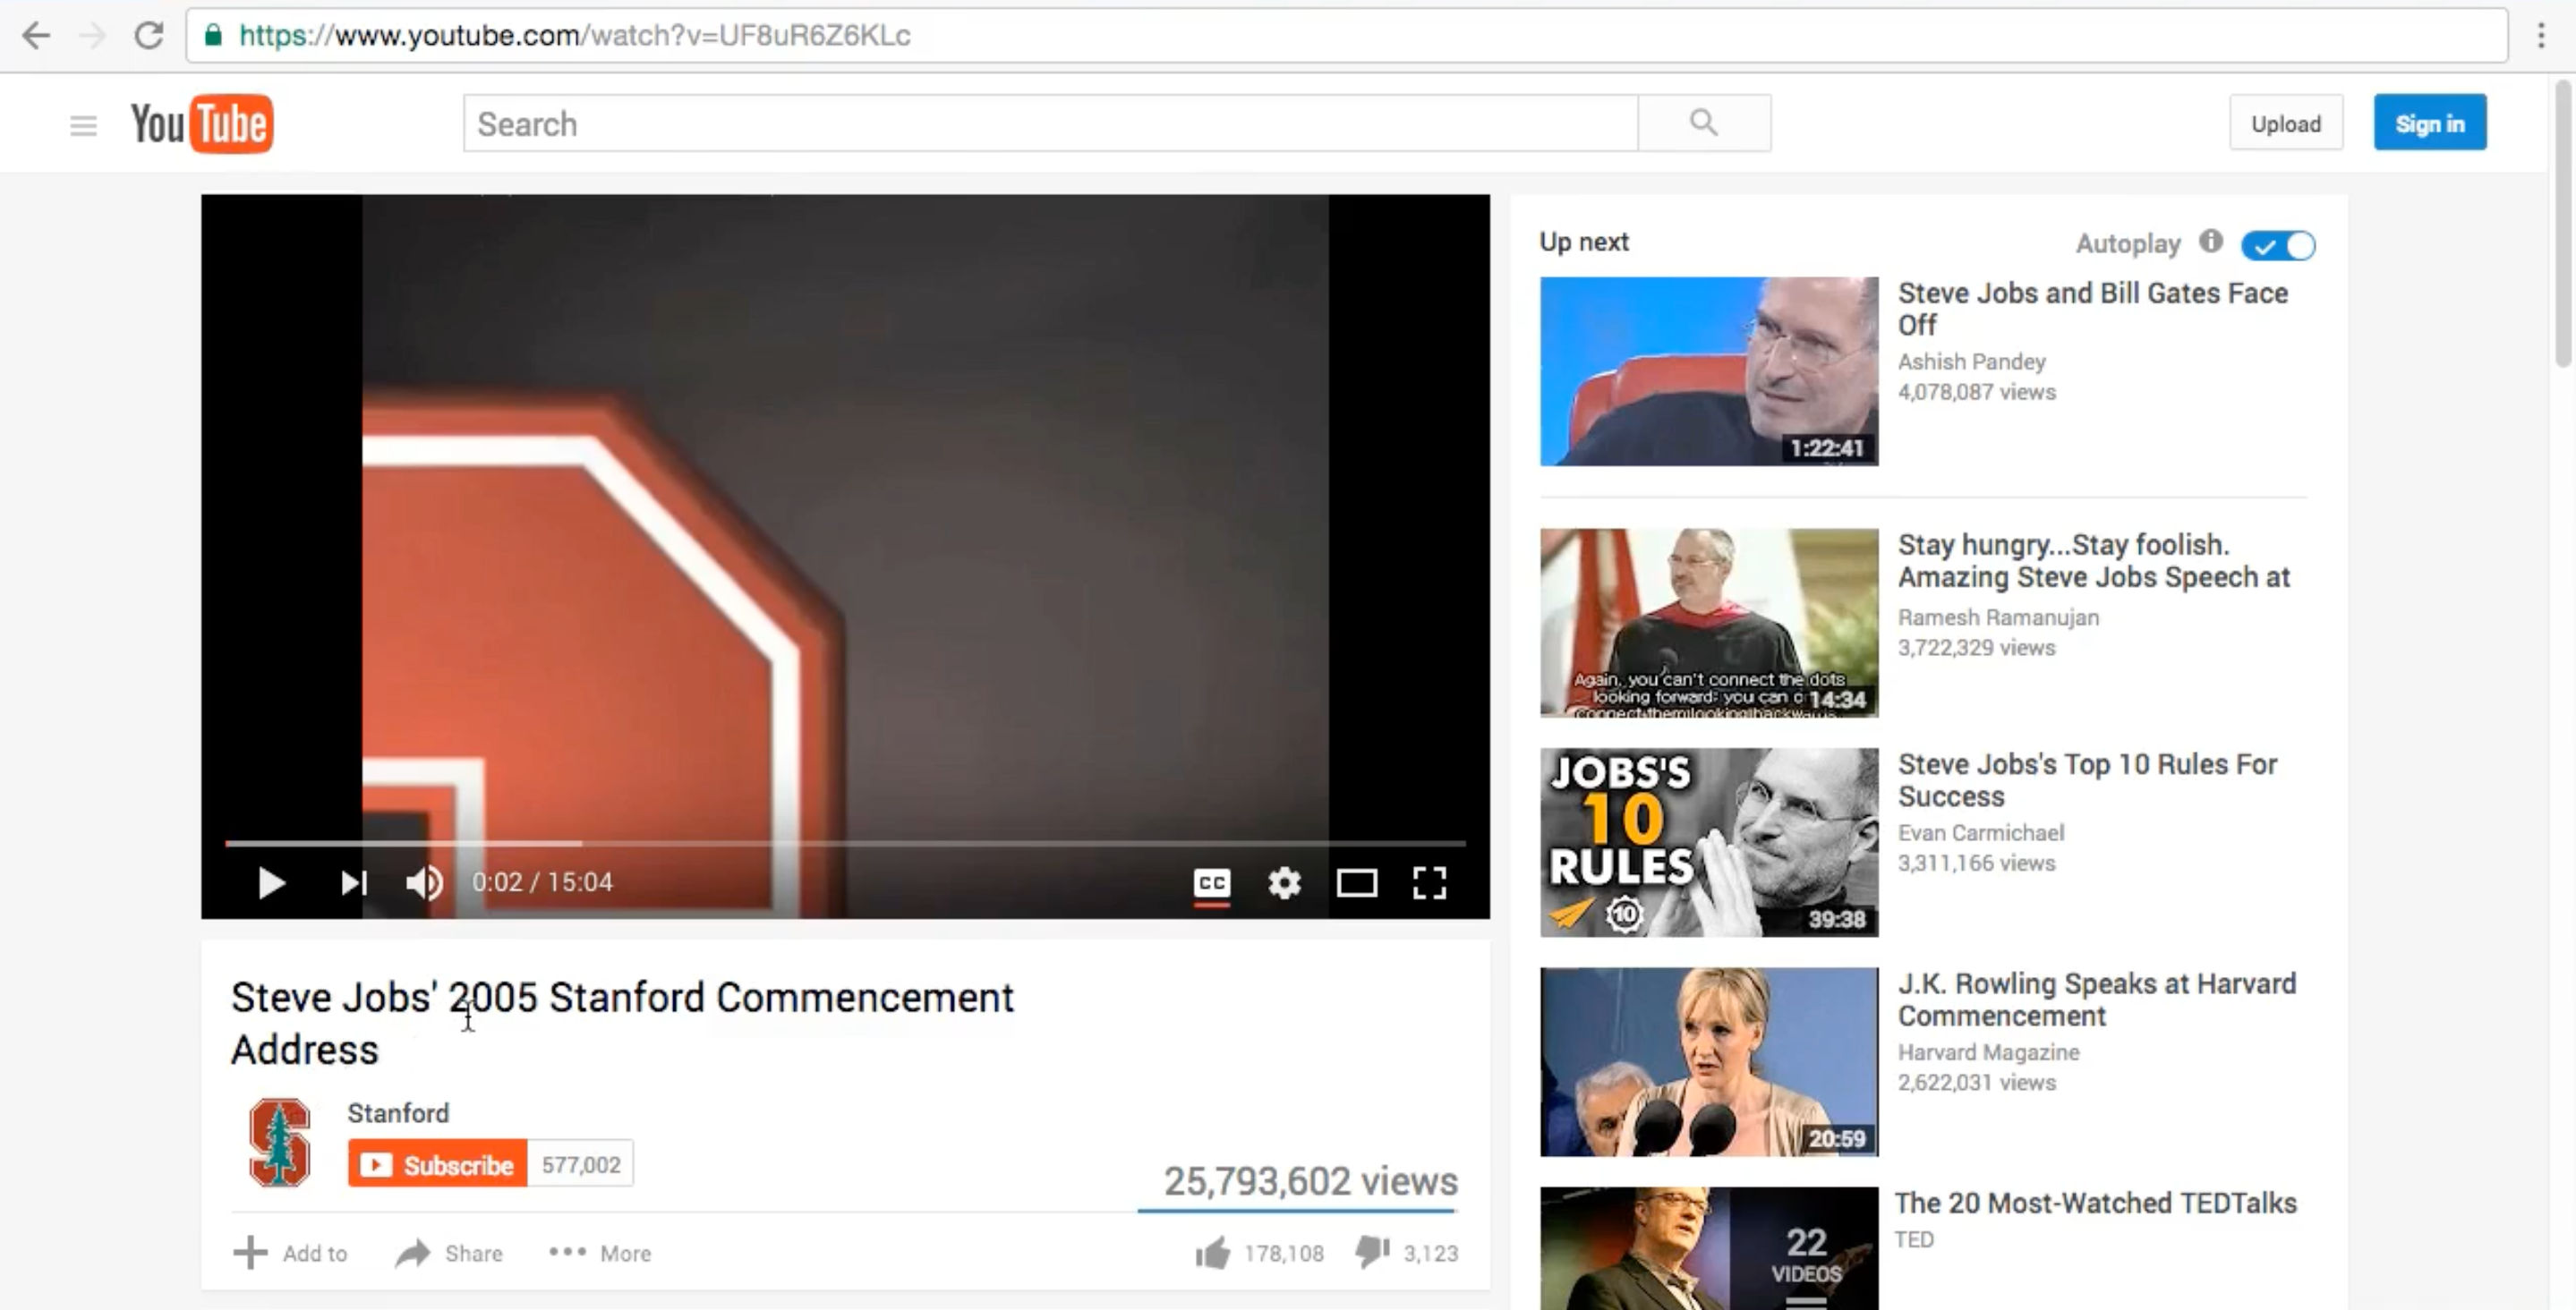 https://www.youtube.com/watch?v=UF8uR6Z6KLc
YouTube
Search
Upload
Sign in
0:02 / 15:04
CC
Steve Jobs' 2005 Stanford Commencement
Address
Stanford
Subscribe 577,002
25,793,602 views
Add to
Share
More
178,108
3,123
Up next
Autoplay
1:22:41
Steve Jobs and Bill Gates Face
Off
Ashish Pandey
4,078,087 views
Again, you can't connect the dots
looking forward; you can o
14:34
Stay hungry...Stay foolish.
Amazing Steve Jobs Speech at
Ramesh Ramanujan
3,722,329 views
JOBS'S
10
RULES
10
39:38
Steve Jobs's Top 10 Rules For
Success
Evan Carmichael
3,311,166 views
20:59
J.K. Rowling Speaks at Harvard
Commencement
Harvard Magazine
2,622,031 views
22
VIDEOS
The 20 Most-Watched TEDTalks
TED